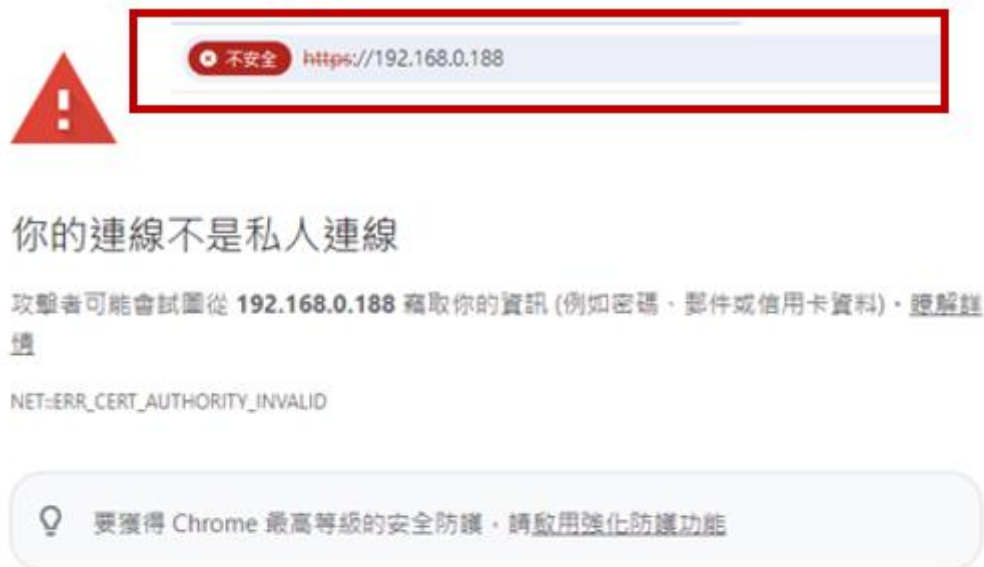 不安全 https://192.168.0.188
你的連線不是私人連線
攻擊者可能會試圖從 192.168.0.188 竊取你的資訊 (例如密碼、郵件或信用卡資料)。瞭解詳
情
NET::ERR_CERT_AUTHORITY_INVALID
要獲得 Chrome 最高等級的安全防護，請啟用強化防護功能